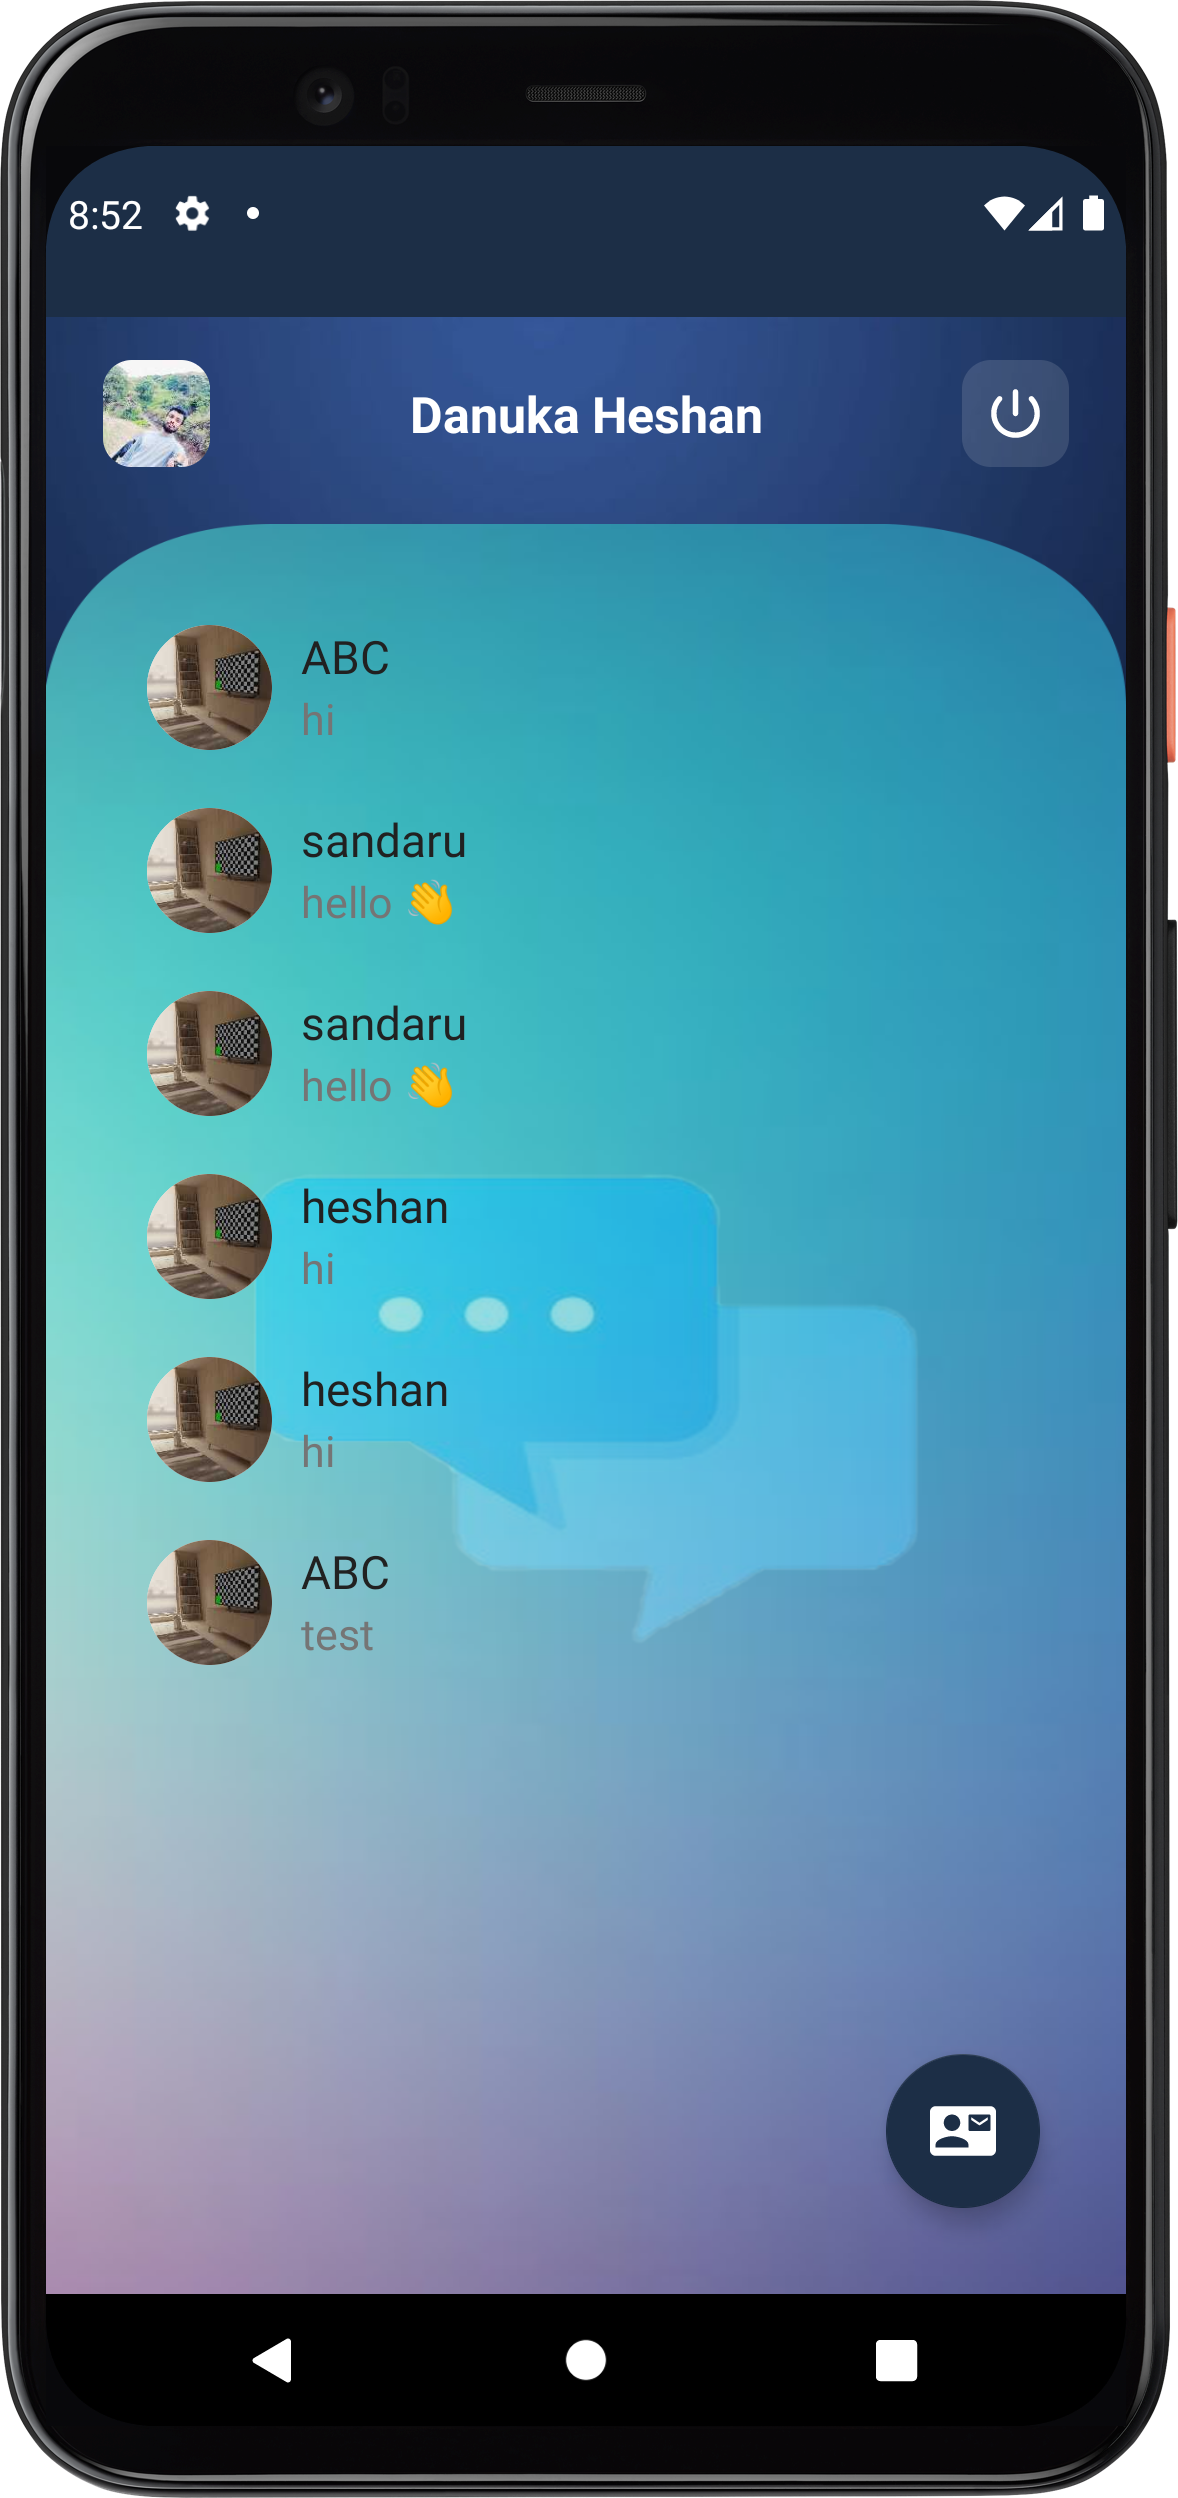 8:52
Danuka Heshan
ABC
hi
sandaru
hello 👋
sandaru
hello 👋
heshan
hi
heshan
hi
ABC
test